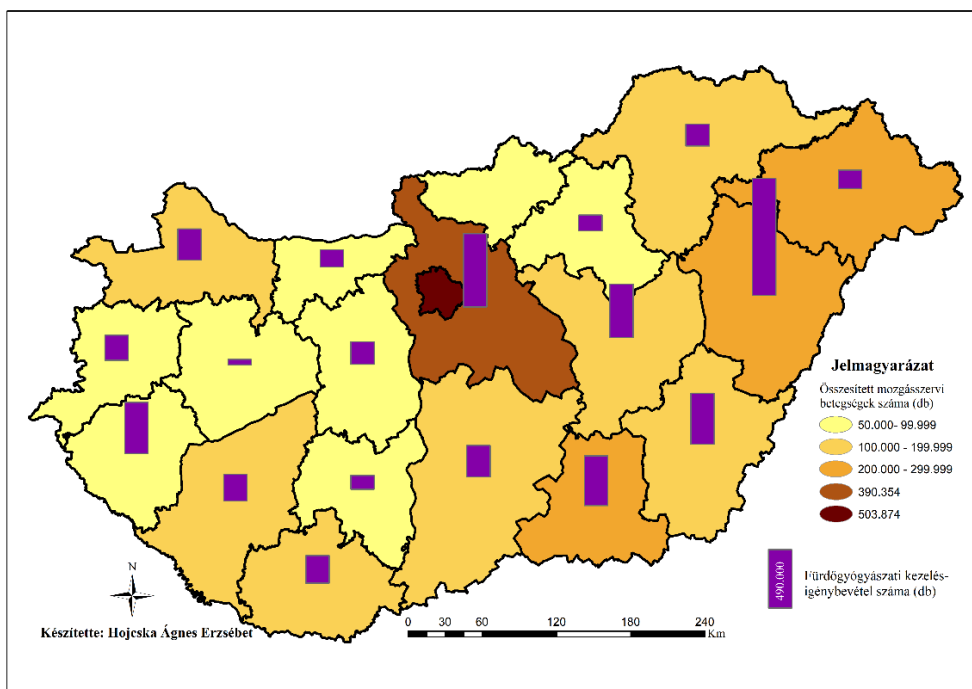 Jelmagyarázat
Összesített mozgásszervi
betegségek száma (db)
50.000- 99.999
100.000 - 199.999
200.000 - 299.999
390.354
503.874
490.000
Fürdőgyógyászati kezelés-
igénybevétel száma (db)
N
Készítette: Hojcska Ágnes Erzsébet
0 30 60 120 180 240
Km